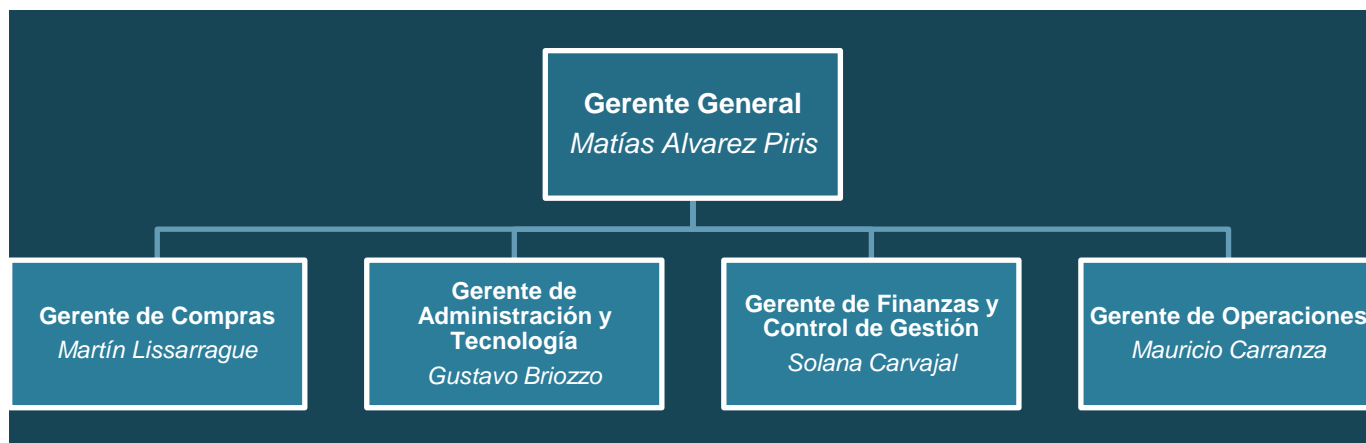 Gerente General
Matías Alvarez Piris
Gerente de Compras
Martín Lissarrague
Gerente de
Administración y
Tecnología
Gustavo Briozzo
Gerente de Finanzas y
Control de Gestión
Solana Carvajal
Gerente de Operaciones
Mauricio Carranza